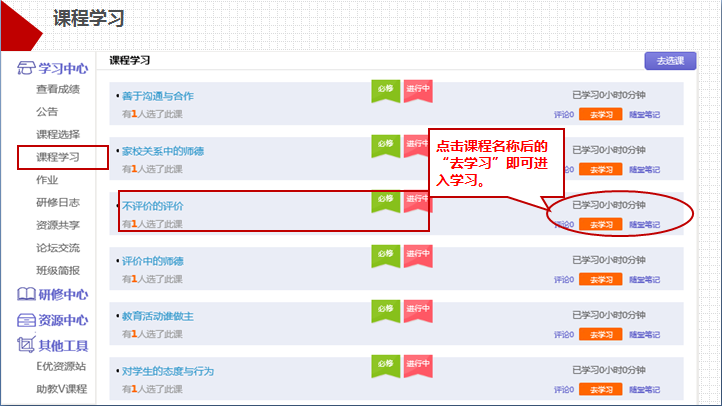 课程学习
学习中心
查看成绩
公告
课程选择
课程学习
作业
研修日志
资源共享
论坛交流
班级简报
研修中心
资源中心
其他工具
E优资源站
助教V课程
课程学习
去选课
善于沟通与合作
有1人选了此课
必修
进行中
已学习0小时0分钟
评论0 去学习 随堂笔记
家校关系中的师德
有1人选了此课
必修
进行中
已学习0小时0分钟
去学习 随堂笔记
点击课程名称后的
“去学习”即可进
入学习。
不评价的评价
有1人选了此课
必修
进行中
已学习0小时0分钟
评论0 去学习 随堂笔记
评价中的师德
有1人选了此课
必修
进行中
已学习0小时0分钟
评论0 去学习 随堂笔记
教育活动谁做主
有1人选了此课
必修
进行中
已学习0小时0分钟
评论0 去学习 随堂笔记
对学生的态度与行为
有1人选了此课
必修
进行中
已学习0小时0分钟
评论0 去学习 随堂笔记